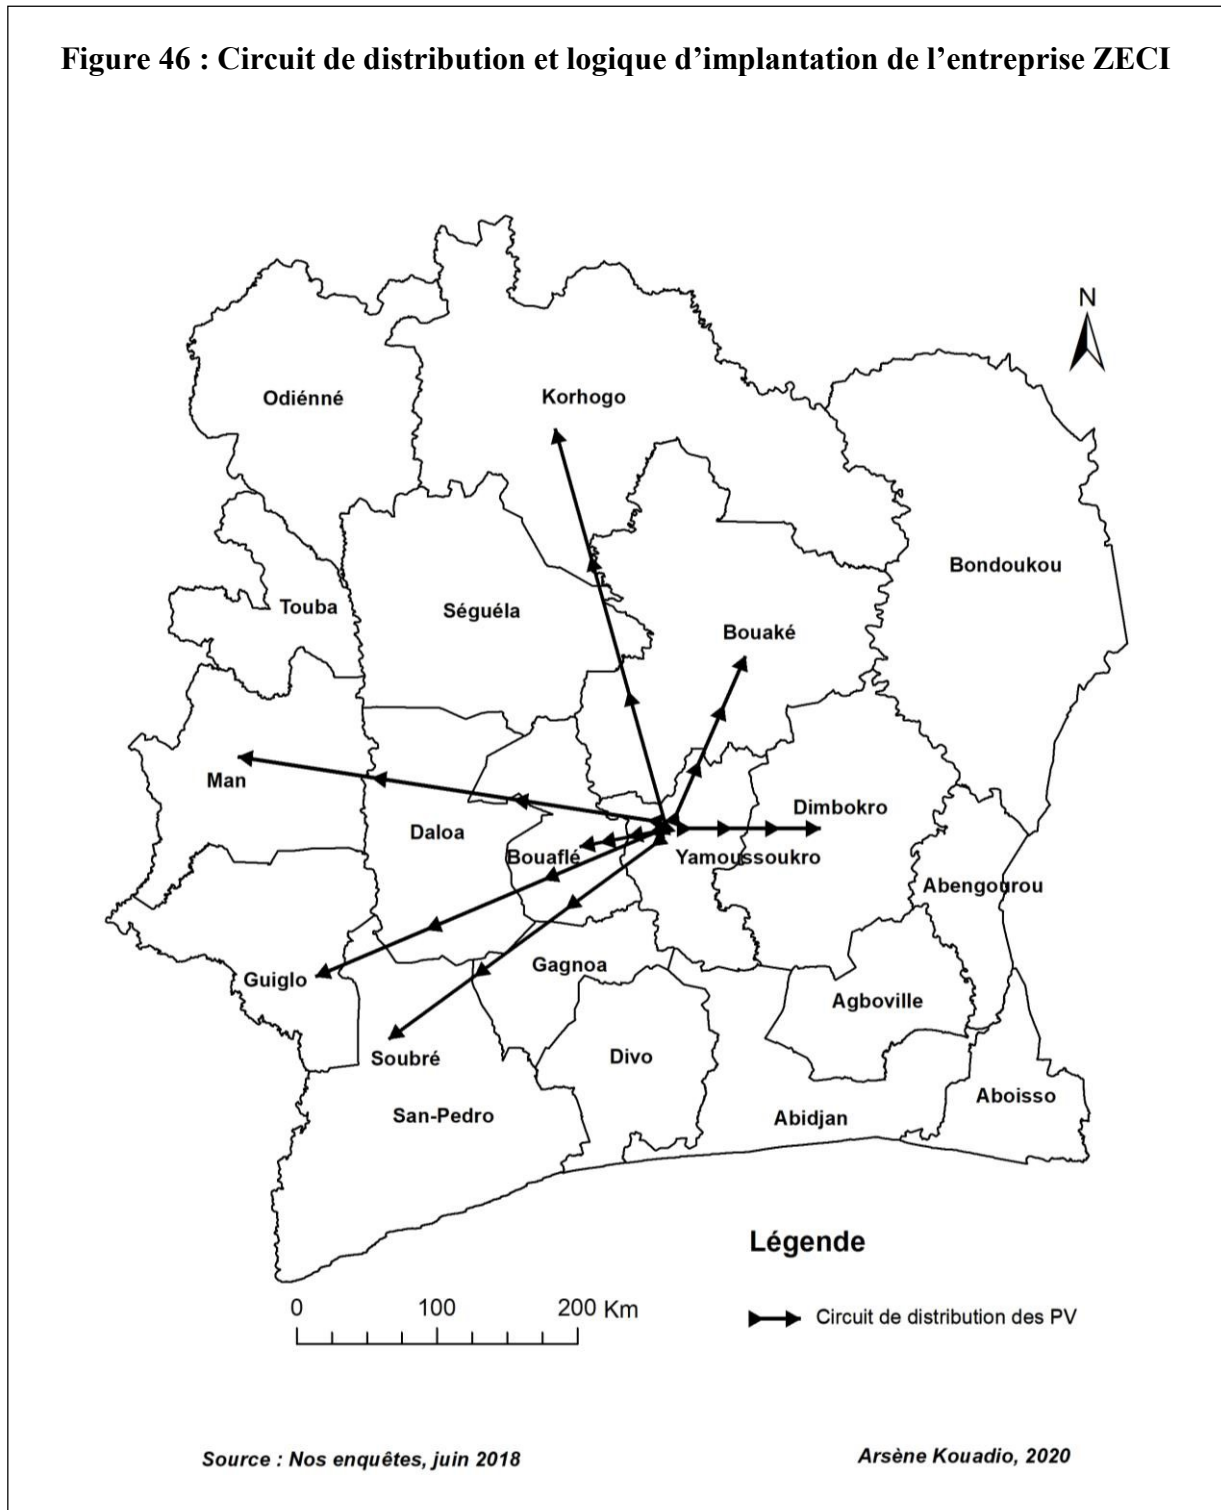 Figure 46 : Circuit de distribution et logique d’implantation de l’entreprise ZECI
N
Odiénné
Korhogo
Bondoukou
Touba
Séguéla
Bouaké
Man
Daloa
Dimbokro
Bouaflé
Yamoussoukro
Abengourou
Guiglo
Gagnoa
Agboville
Soubré
Divo
San-Pedro
Abidjan
Aboisso
Légende
0 100 200 Km
Circuit de distribution des PV
Source : Nos enquêtes, juin 2018
Arsène Kouadio, 2020